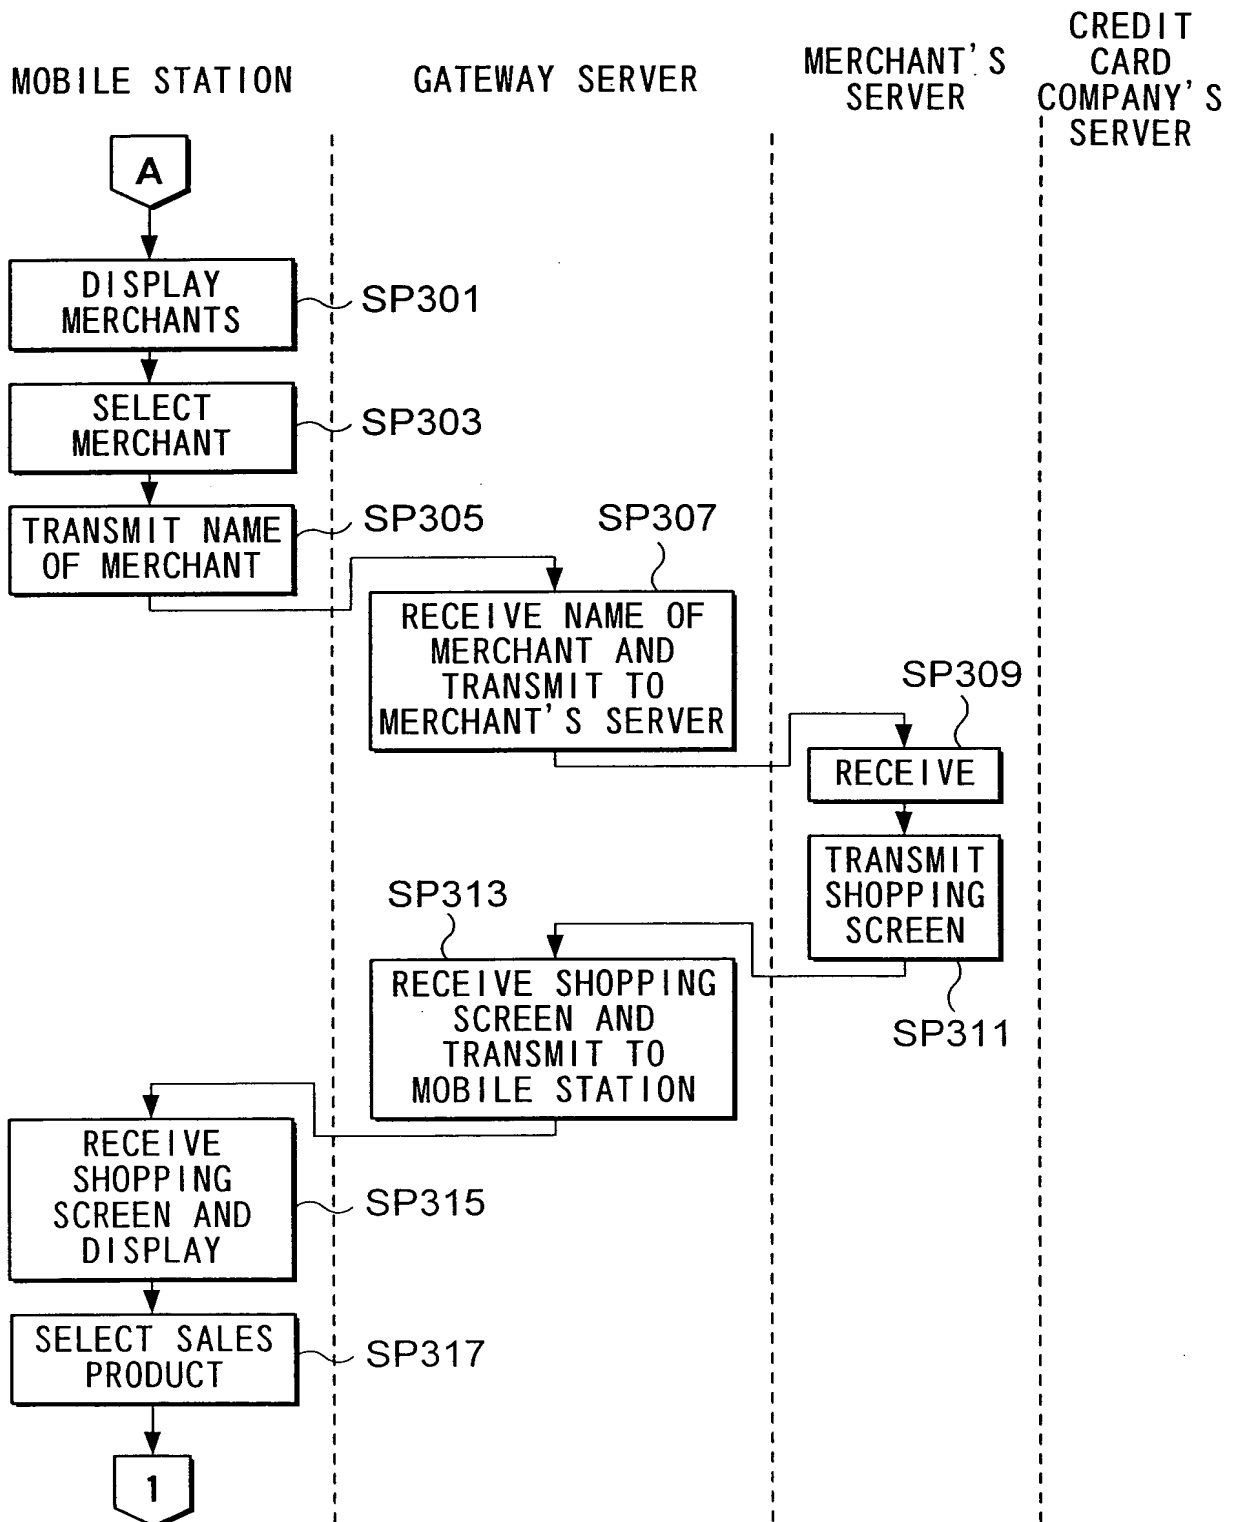 MOBILE STATION
GATEWAY SERVER
MERCHANT'S
SERVER
CREDIT
CARD
COMPANY'S
SERVER
A
DISPLAY
MERCHANTS
SP301
SELECT
MERCHANT
SP303
TRANSMIT NAME
OF MERCHANT
SP305
SP307
RECEIVE NAME OF
MERCHANT AND
TRANSMIT TO
MERCHANT'S SERVER
SP309
RECEIVE
TRANSMIT
SHOPPING
SCREEN
SP311
SP313
RECEIVE SHOPPING
SCREEN AND
TRANSMIT TO
MOBILE STATION
RECEIVE
SHOPPING
SCREEN AND
DISPLAY
SP315
SELECT SALES
PRODUCT
SP317
1